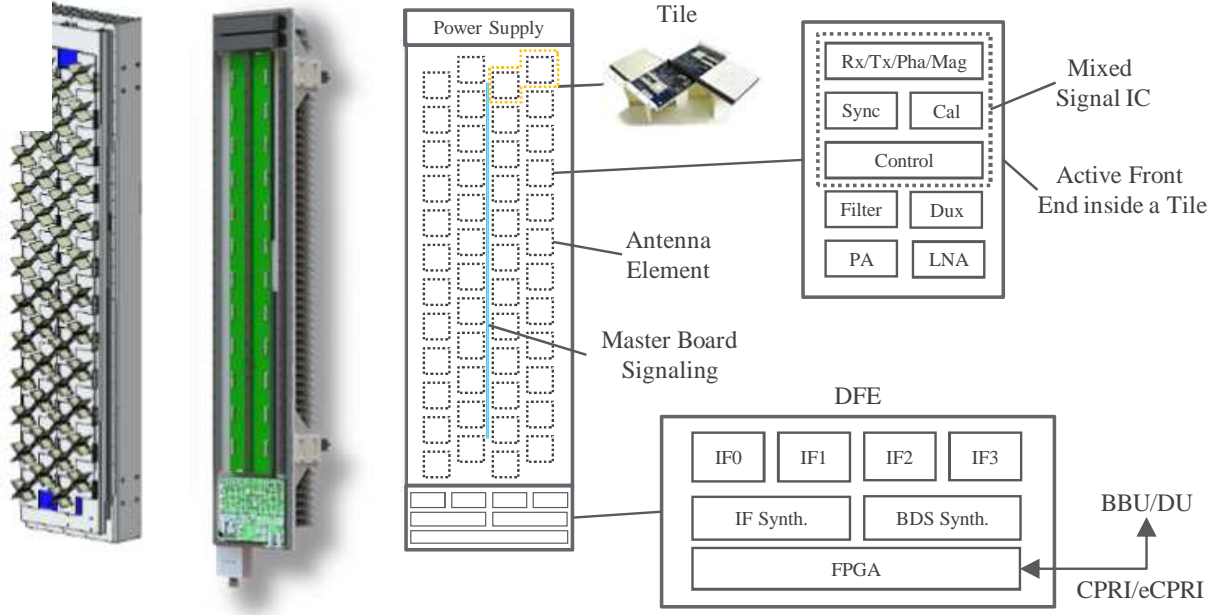 Power Supply
Tile
Rx/Tx/Pha/Mag
Sync
Cal
Control
Filter
Dux
PA
LNA
Mixed
Signal IC
Active Front
End inside a Tile
Antenna
Element
Master Board
Signaling
DFE
IF0
IF1
IF2
IF3
IF Synth.
BDS Synth.
FPGA
BBU/DU
CPRI/eCPRI